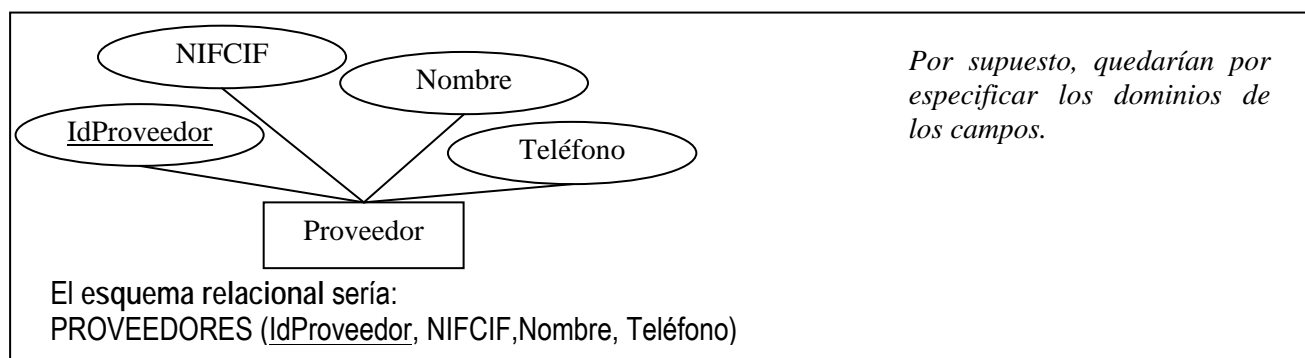 NIFCIF
Nombre
IdProveedor
Teléfono
Proveedor
Por supuesto, quedarían por
especificar los dominios de
los campos.
El esquema relacional sería:
PROVEEDORES (IdProveedor, NIFCIF,Nombre, Teléfono)